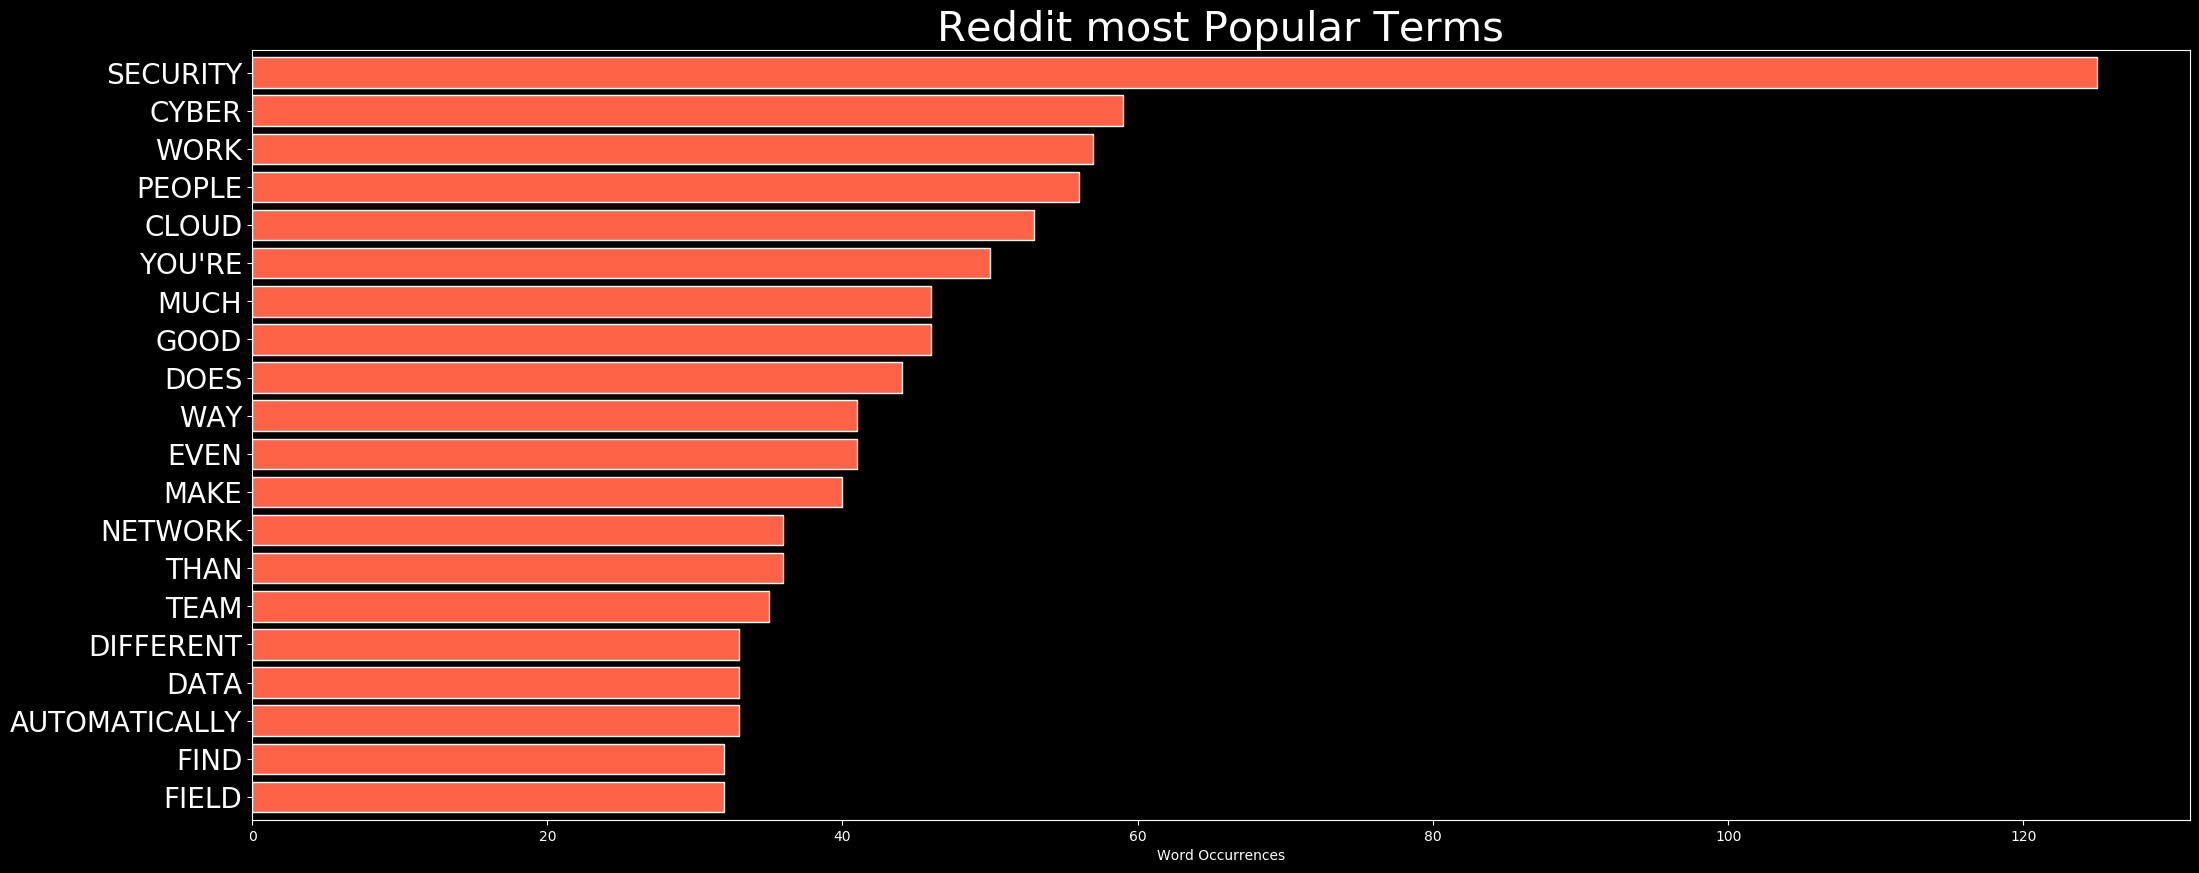 Reddit most Popular Terms
SECURITY
CYBER
WORK
PEOPLE
CLOUD
YOU'RE
MUCH
GOOD
DOES
WAY
EVEN
MAKE
NETWORK
THAN
TEAM
DIFFERENT
DATA
AUTOMATICALLY
FIND
FIELD
0 20 40 60 80 100 120
Word Occurrences